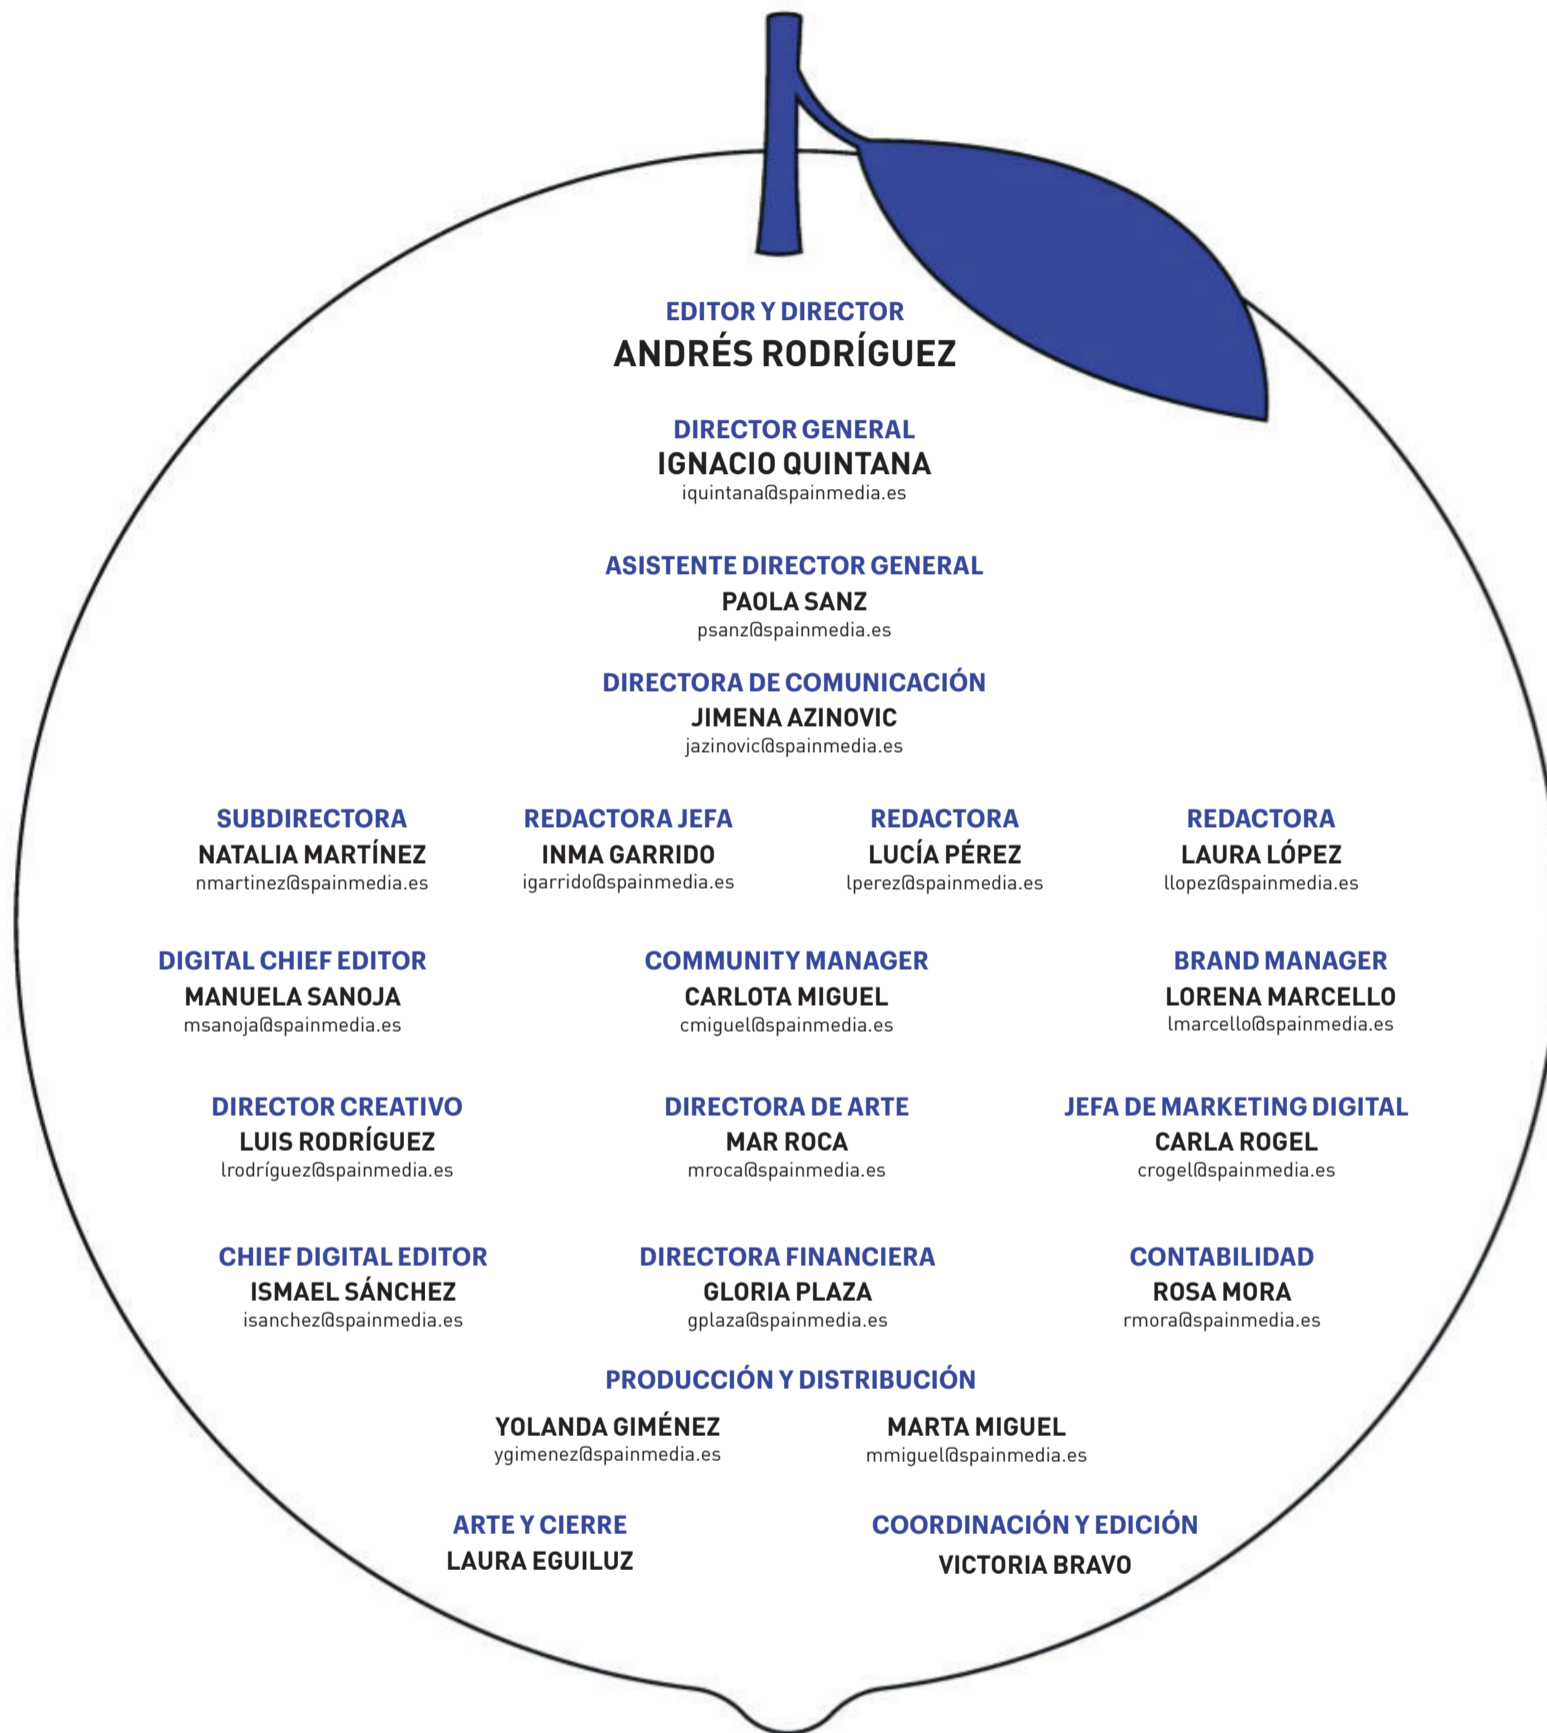 EDITOR Y DIRECTOR
ANDRÉS RODRÍGUEZ
DIRECTOR GENERAL
IGNACIO QUINTANA
iquintana@spainmedia.es
ASISTENTE DIRECTOR GENERAL
PAOLA SANZ
psanz@spainmedia.es
DIRECTORA DE COMUNICACIÓN
JIMENA AZINOVIC
jazinovic@spainmedia.es
SUBDIRECTORA
NATALIA MARTÍNEZ
nmartinez@spainmedia.es
REDACTORA JEFA
INMA GARRIDO
igarrido@spainmedia.es
REDACTORA
LUCÍA PÉREZ
lperez@spainmedia.es
REDACTORA
LAURA LÓPEZ
llopez@spainmedia.es
DIGITAL CHIEF EDITOR
MANUELA SANOJA
msanoja@spainmedia.es
COMMUNITY MANAGER
CARLOTA MIGUEL
cmiguel@spainmedia.es
BRAND MANAGER
LORENA MARCELLO
lmarcello@spainmedia.es
DIRECTOR CREATIVO
LUIS RODRÍGUEZ
lrodríguez@spainmedia.es
DIRECTORA DE ARTE
MAR ROCA
mroca@spainmedia.es
JEFA DE MARKETING DIGITAL
CARLA ROGEL
crogel@spainmedia.es
CHIEF DIGITAL EDITOR
ISMAEL SÁNCHEZ
isanchez@spainmedia.es
DIRECTORA FINANCIERA
GLORIA PLAZA
gplaza@spainmedia.es
CONTABILIDAD
ROSA MORA
rmora@spainmedia.es
PRODUCCIÓN Y DISTRIBUCIÓN
YOLANDA GIMÉNEZ
ygimenez@spainmedia.es
MARTA MIGUEL
mmiguel@spainmedia.es
ARTE Y CIERRE
LAURA EGUILUZ
COORDINACIÓN Y EDICIÓN
VICTORIA BRAVO